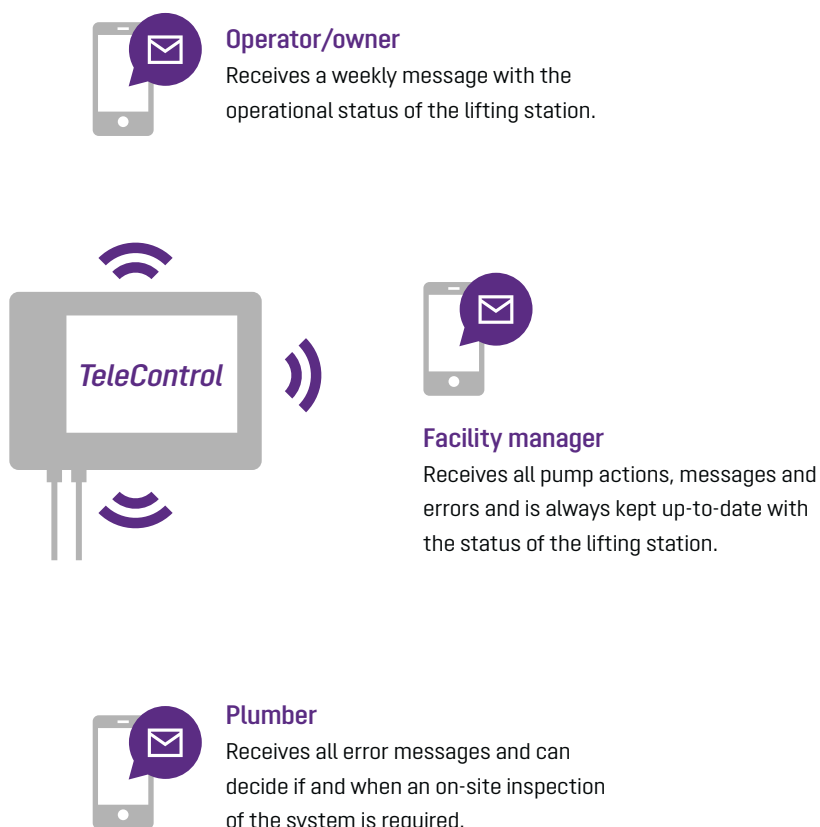 Operator/owner
Receives a weekly message with the
operational status of the lifting station.
TeleControl
Facility manager
Receives all pump actions, messages and
errors and is always kept up-to-date with
the status of the lifting station.
Plumber
Receives all error messages and can
decide if and when an on-site inspection
of the system is required.